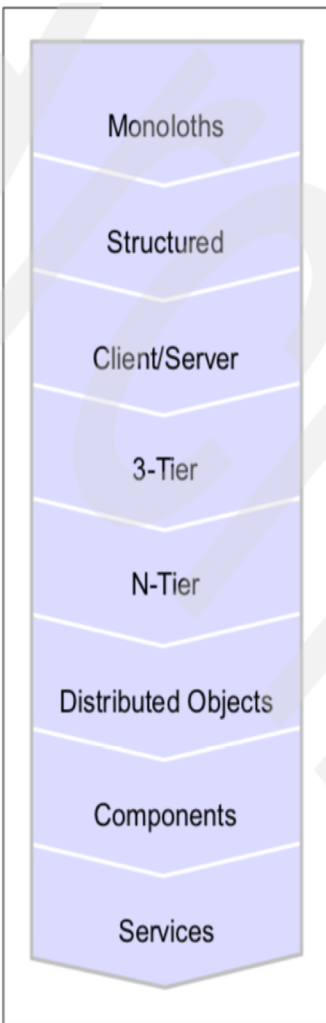 Monoloths
Structured
Client/Server
3-Tier
N-Tier
Distributed Objects
Components
Services